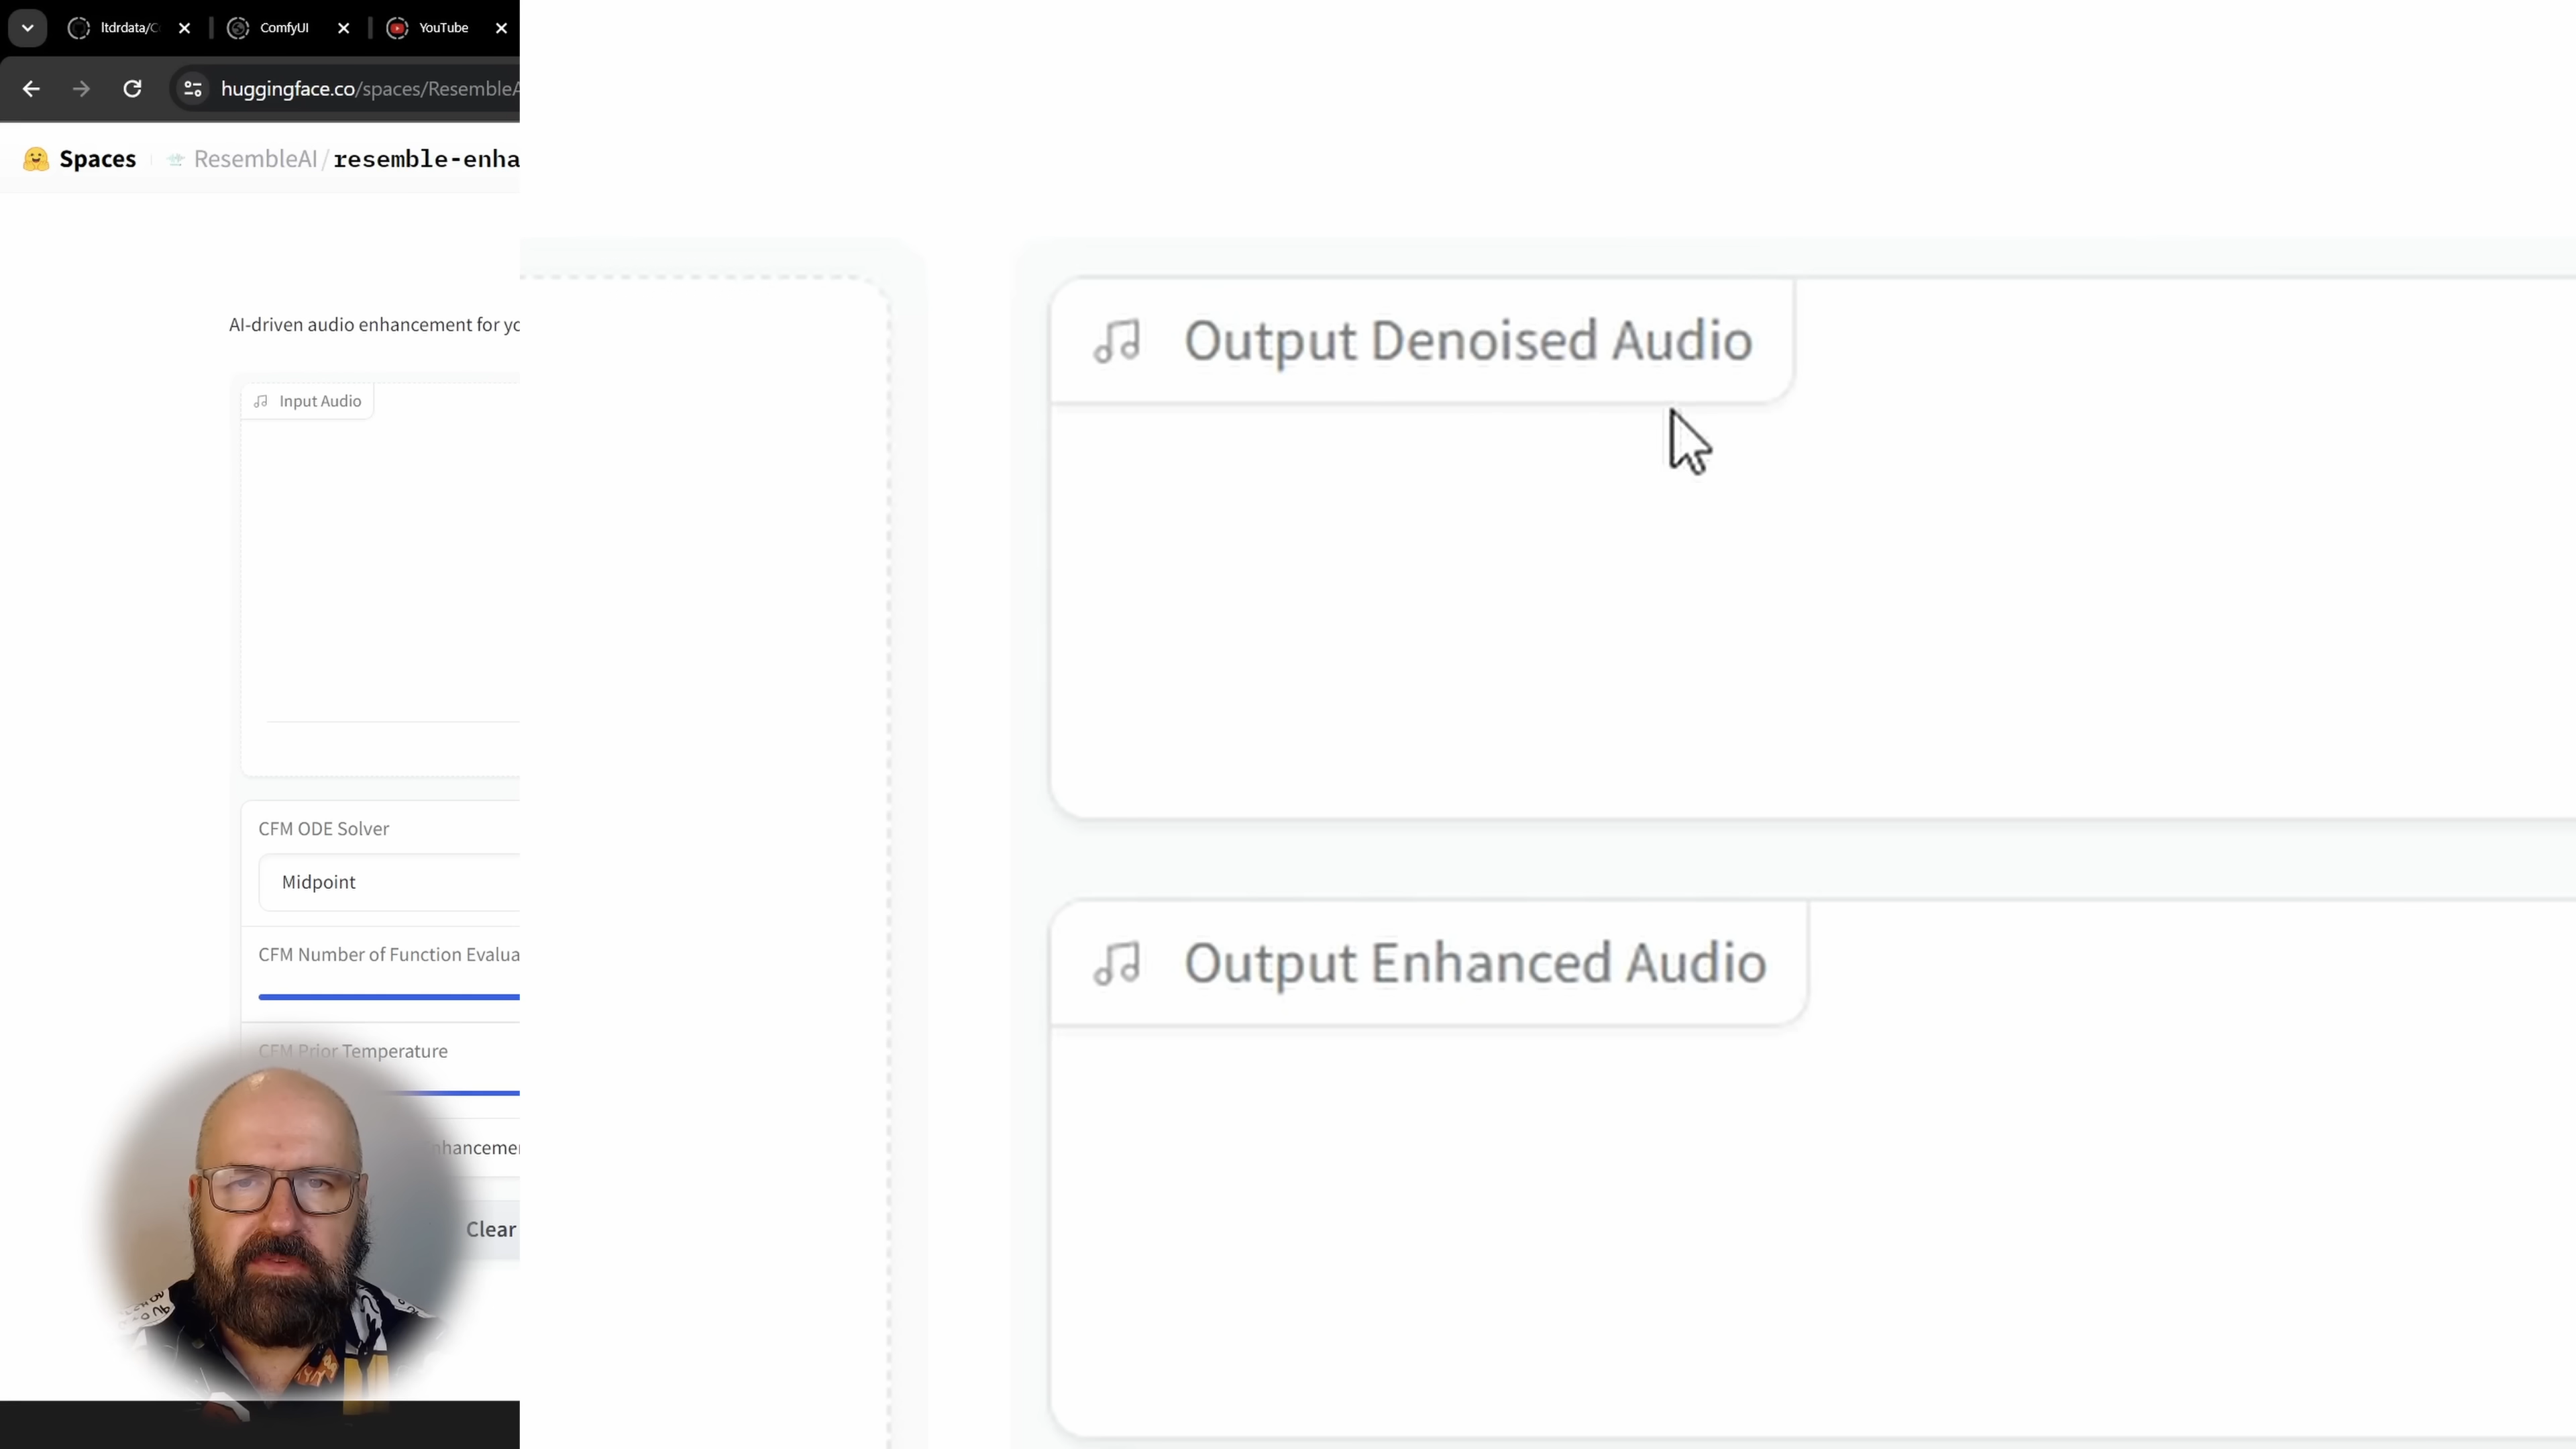 ltdrdata/C
ComfyUI
YouTube
huggingface.co/spaces/ResembleA
Spaces
ResembleAI/resemble-enha
AI-driven audio enhancement for yo
Input Audio
CFM ODE Solver
Midpoint
CFM Number of Function Evalua
CFM Prior Temperature
nhancemen
Clear
Output Denoised Audio
Output Enhanced Audio